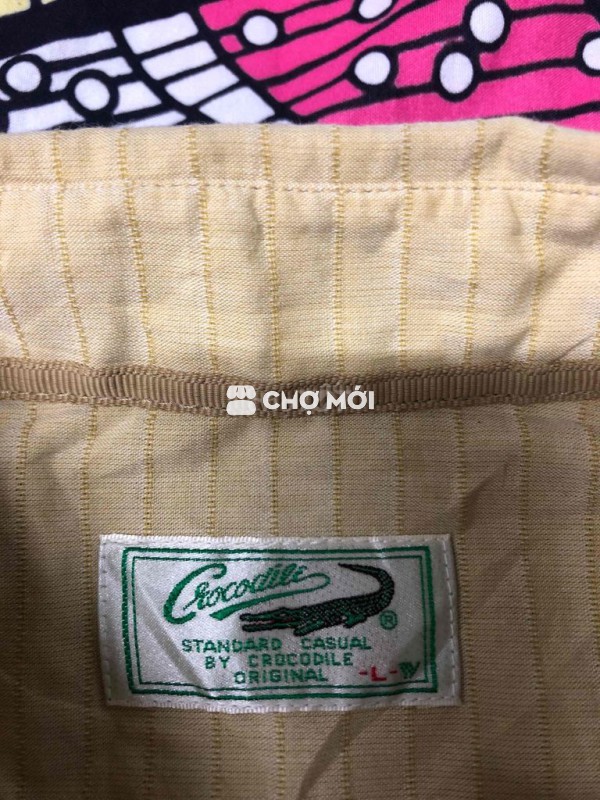 CHỢ MỚI
Crocodile
®
STANDARD CASUAL
BY CROCODILE
ORIGINAL -L-